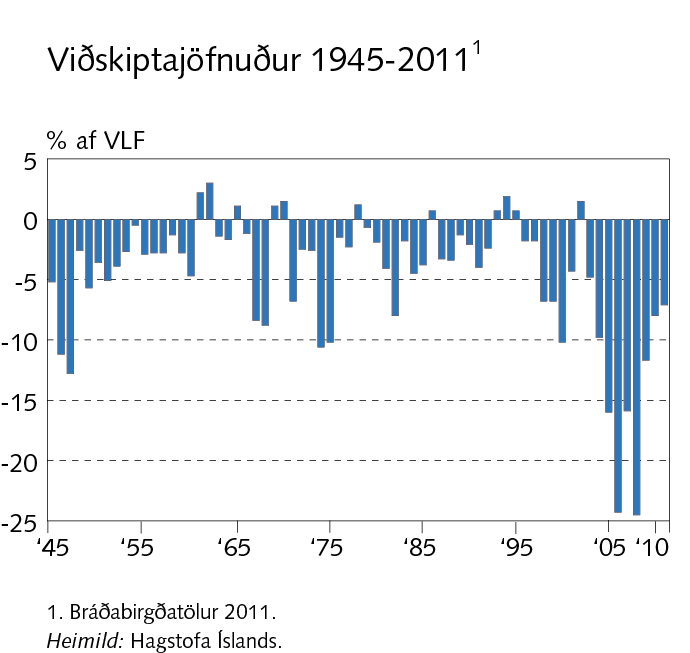 Viðskiptajöfnuður 1945-2011¹
% af VLF
5
0
-5
-10
-15
-20
-25
‘45 ‘55 ‘65 ‘75 ‘85 ‘95 ‘05 ‘10
1. Bráðabirgðatölur 2011.
Heimild: Hagstofa Íslands.